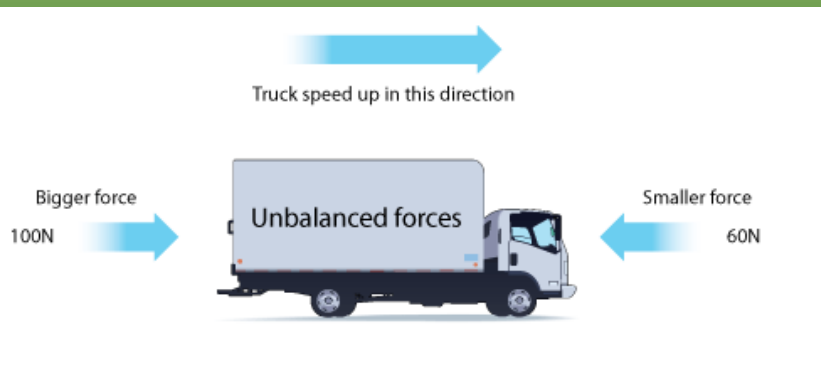 Truck speed up in this direction
Bigger force
Smaller force
Unbalanced forces
100N
60N